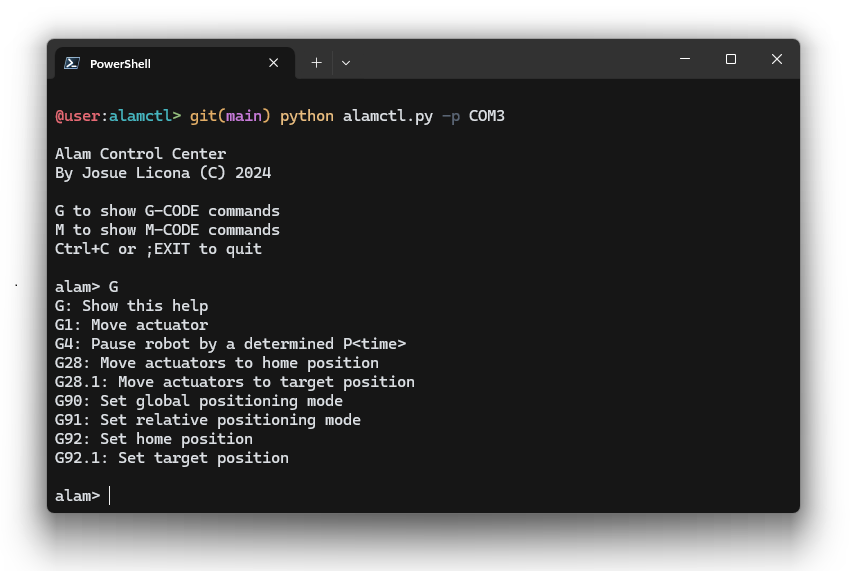 PowerShell
@user:alamctl> git(main) python alamctl.py -p COM3
Alam Control Center
By Josue Licona (C) 2024
G to show G-CODE commands
M to show M-CODE commands
Ctrl+C or ;EXIT to quit
alam> G
G: Show this help
G1: Move actuator
G4: Pause robot by a determined P<time>
G28: Move actuators to home position
G28.1: Move actuators to target position
G90: Set global positioning mode
G91: Set relative positioning mode
G92: Set home position
G92.1: Set target position
alam>